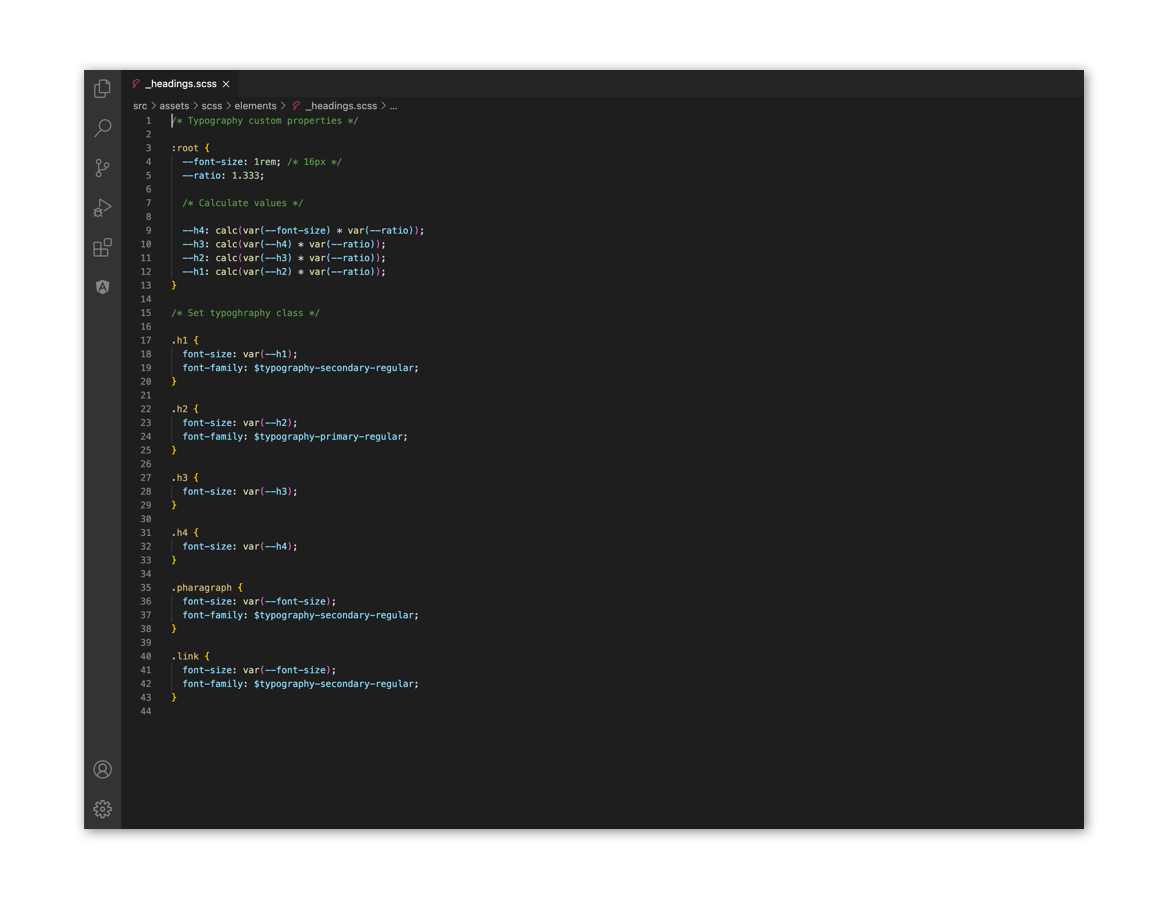 _headings.scss
src > assets > scss > elements > _headings.scss > ...
1 /* Typography custom properties */
2
3 :root {
4 --font-size: 1rem; /* 16px */
5 --ratio: 1.333;
6
7 /* Calculate values */
8
9 --h4: calc(var(--font-size) * var(--ratio));
10 --h3: calc(var(--h4) * var(--ratio));
11 --h2: calc(var(--h3) * var(--ratio));
12 --h1: calc(var(--h2) * var(--ratio));
13 }
14
15 /* Set typoghraphy class */
16
17 .h1 {
18 font-size: var(--h1);
19 font-family: $typography-secondary-regular;
20 }
21
22 .h2 {
23 font-size: var(--h2);
24 font-family: $typography-primary-regular;
25 }
26
27 .h3 {
28 font-size: var(--h3);
29 }
30
31 .h4 {
32 font-size: var(--h4);
33 }
34
35 .pharagraph {
36 font-size: var(--font-size);
37 font-family: $typography-secondary-regular;
38 }
39
40 .link {
41 font-size: var(--font-size);
42 font-family: $typography-secondary-regular;
43 }
44